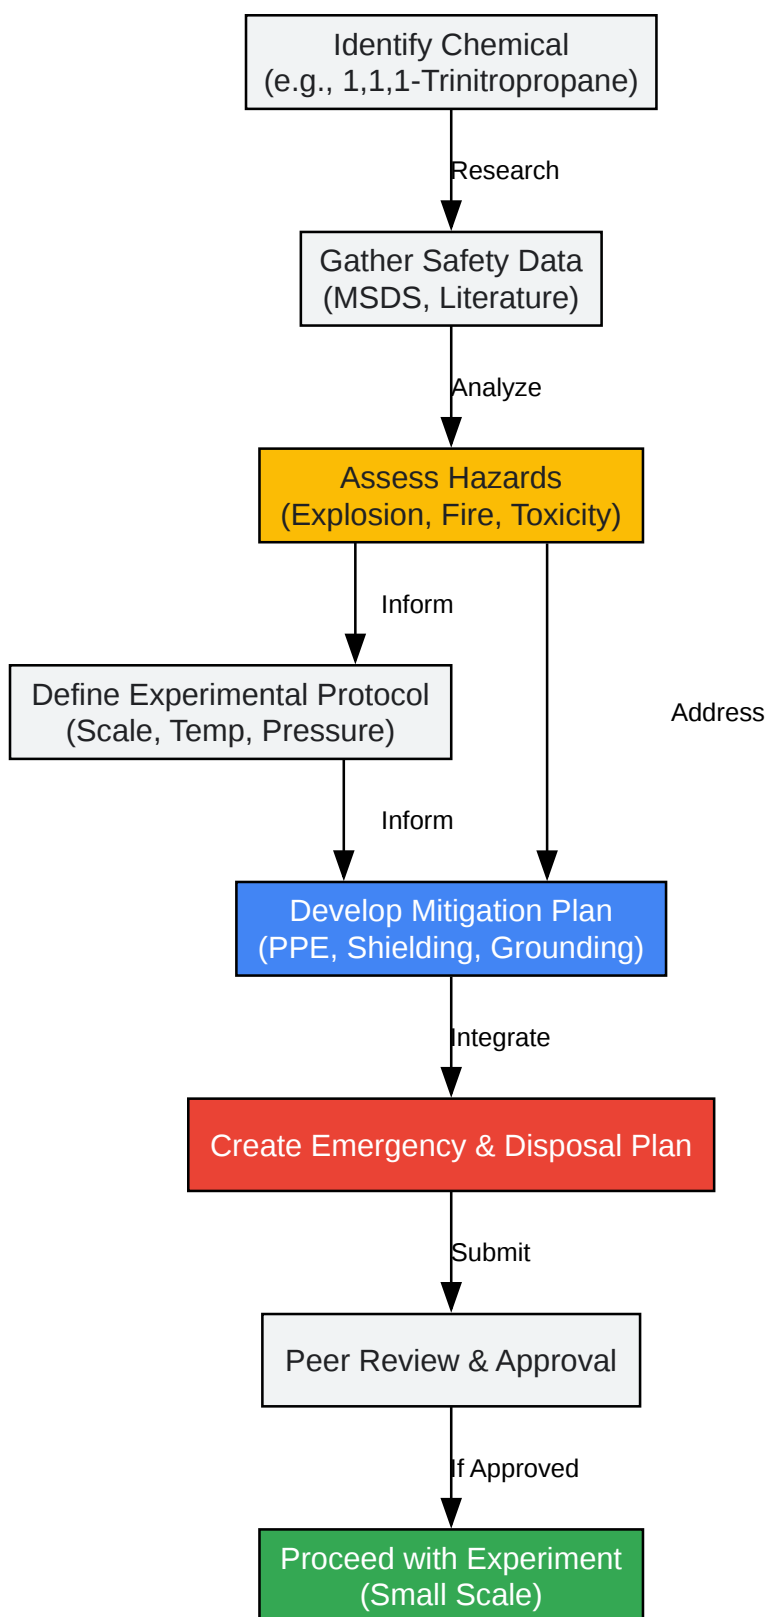 Identify Chemical
(e.g., 1,1,1-Trinitropropane)
Research
Gather Safety Data
(MSDS, Literature)
Analyze
Assess Hazards
(Explosion, Fire, Toxicity)
Inform
Define Experimental Protocol
(Scale, Temp, Pressure)
Address
Inform
Develop Mitigation Plan
(PPE, Shielding, Grounding)
Integrate
Create Emergency & Disposal Plan
Submit
Peer Review & Approval
If Approved
Proceed with Experiment
(Small Scale)